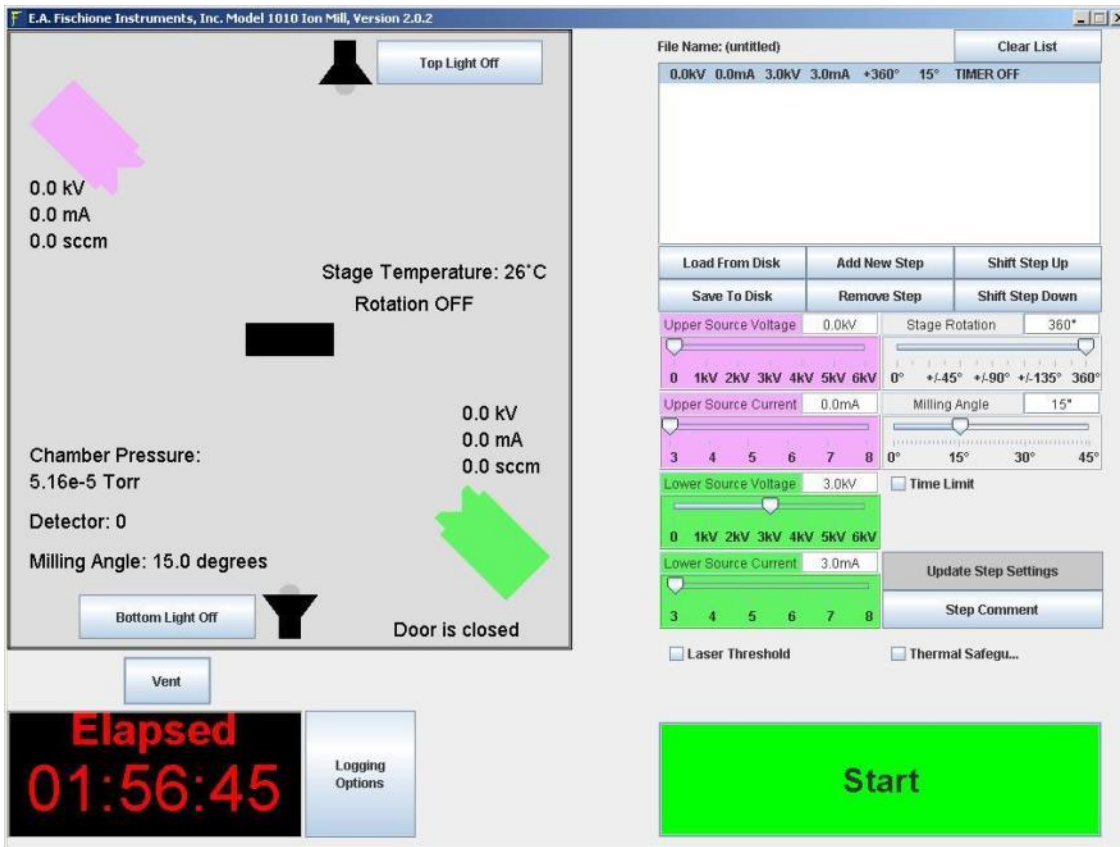 E.A. Fischione Instruments, Inc. Model 1010 Ion Mill, Version 2.0.2
Top Light Off
0.0 kV
0.0 mA
0.0 sccm
Stage Temperature: 26°C
Rotation OFF
0.0 kV
0.0 mA
0.0 sccm
Chamber Pressure:
5.16e-5 Torr
Detector: 0
Milling Angle: 15.0 degrees
Bottom Light Off
Door is closed
Vent
Elapsed
01:56:45
Logging
Options
File Name: (untitled)
Clear List
0.0kV 0.0mA 3.0kV 3.0mA +360° 15° TIMER OFF
Load From Disk
Add New Step
Shift Step Up
Save To Disk
Remove Step
Shift Step Down
Upper Source Voltage 0.0kV
0 1kV 2kV 3kV 4kV 5kV 6kV
Stage Rotation 360°
0° +/-45° +/-90° +/-135° 360°
Upper Source Current 0.0mA
3 4 5 6 7 8
Milling Angle 15°
0° 15° 30° 45°
Lower Source Voltage 3.0kV
0 1kV 2kV 3kV 4kV 5kV 6kV
Time Limit
Lower Source Current 3.0mA
3 4 5 6 7 8
Update Step Settings
Step Comment
Laser Threshold
Thermal Safegu...
Start